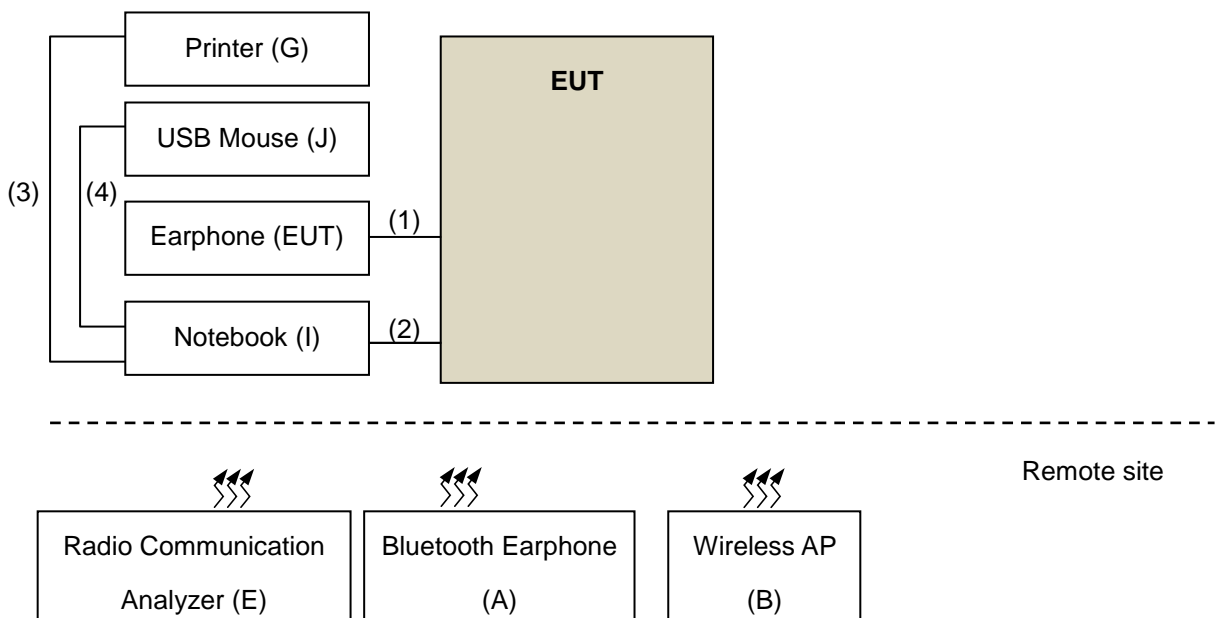 Printer (G)
EUT
USB Mouse (J)
(3)
(4)
Earphone (EUT)
(1)
Notebook (I)
(2)
Remote site
Radio Communication
Analyzer (E)
Bluetooth Earphone
(A)
Wireless AP
(B)